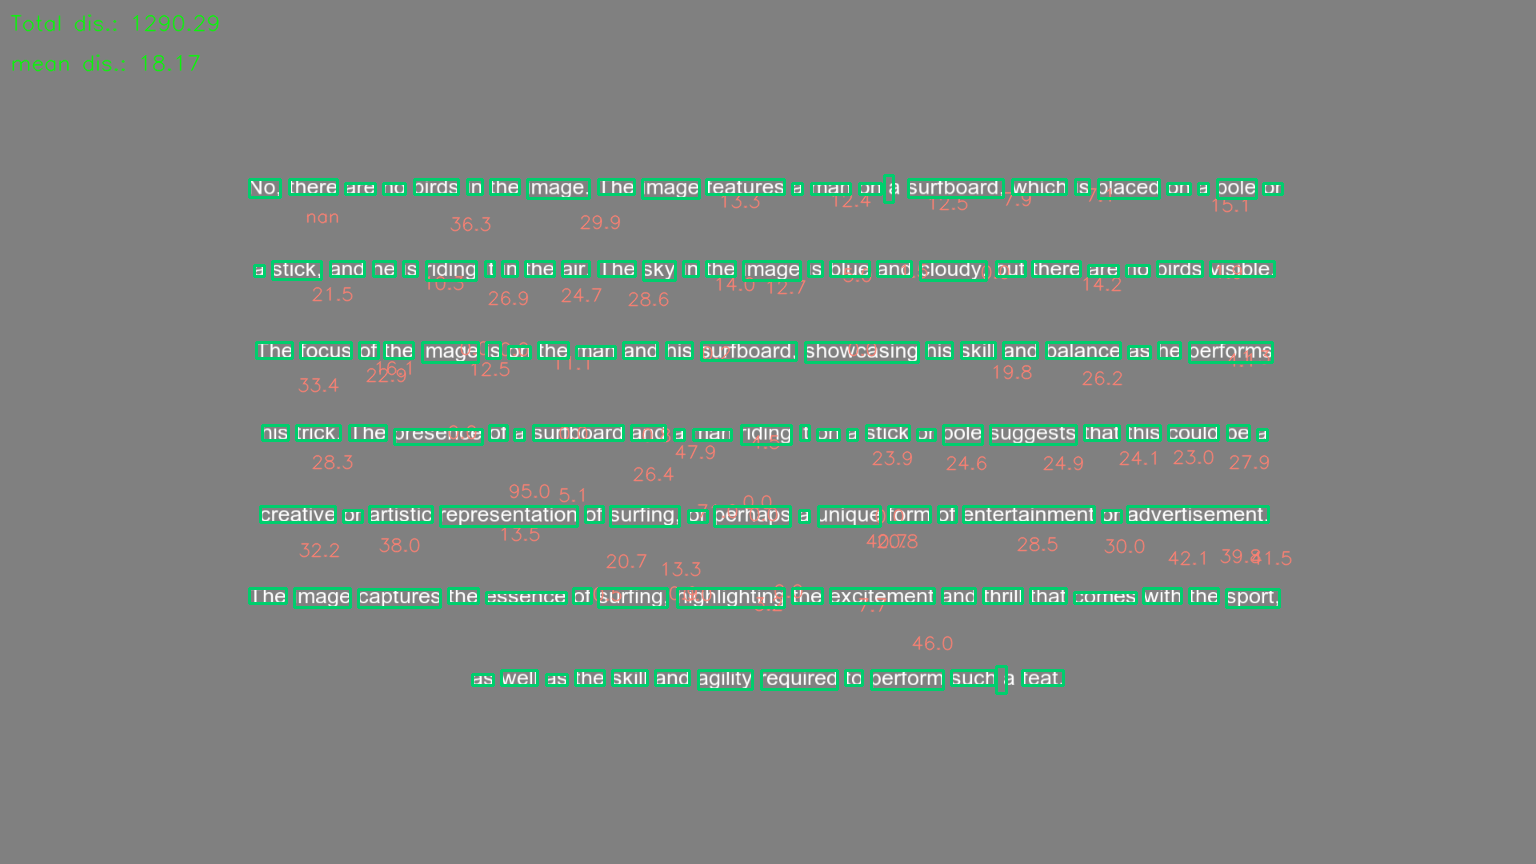 Total dis.: 1290.29
mean dis.: 18.17
No, there are no birds in the image. The image features a man on a surfboard, which is placed on a pole or
nan 36.3 29.9 13.3 12.4 12.5 7.9 7.1 15.1
a stick, and he is riding it in the air. The sky in the image is blue and cloudy, but there are no birds visible.
21.5 10.3 26.9 24.7 28.6 14.0 12.7 14.2
The focus of the image is on the man and his surfboard, showcasing his skill and balance as he performs
33.4 22.9 16.1 12.5 11.1 19.8 26.2
his trick. The presence of a surfboard and a man riding it on a stick or pole suggests that this could be a
28.3 47.9 26.4 23.9 24.6 24.9 24.1 23.0 27.9
95.0 5.1 0.0
creative or artistic representation of surfing, or perhaps a unique form of entertainment or advertisement.
32.2 38.0 13.5 20.7 13.3 28.5 30.0 42.1 39.8 41.5
The image captures the essence of surfing, highlighting the excitement and thrill that comes with the sport,
7.7
46.0
as well as the skill and agility required to perform such a feat.